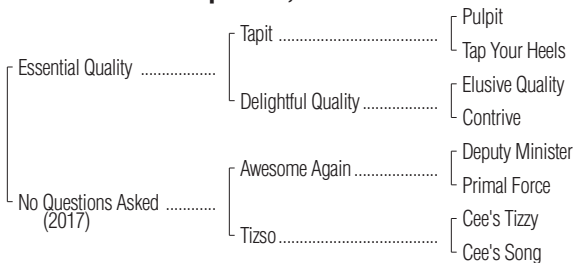 Pulpit
Tapit ........................................
Tap Your Heels
Essential Quality ..................
Elusive Quality
Delightful Quality ..................
Contrive
Deputy Minister
Awesome Again ....................
Primal Force
No Questions Asked ............
(2017)
Cee's Tizzy
Tizso ......................................
Cee's Song